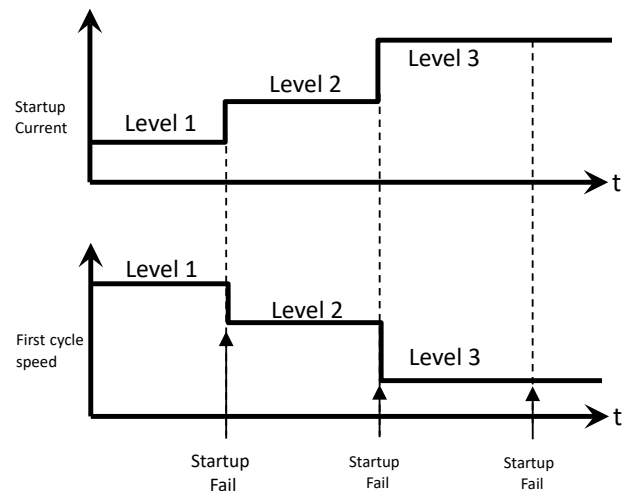 Startup
Current
Level 1
Level 2
Level 3
t
First cycle
speed
Level 1
Level 2
Level 3
t
Startup
Fail
Startup
Fail
Startup
Fail